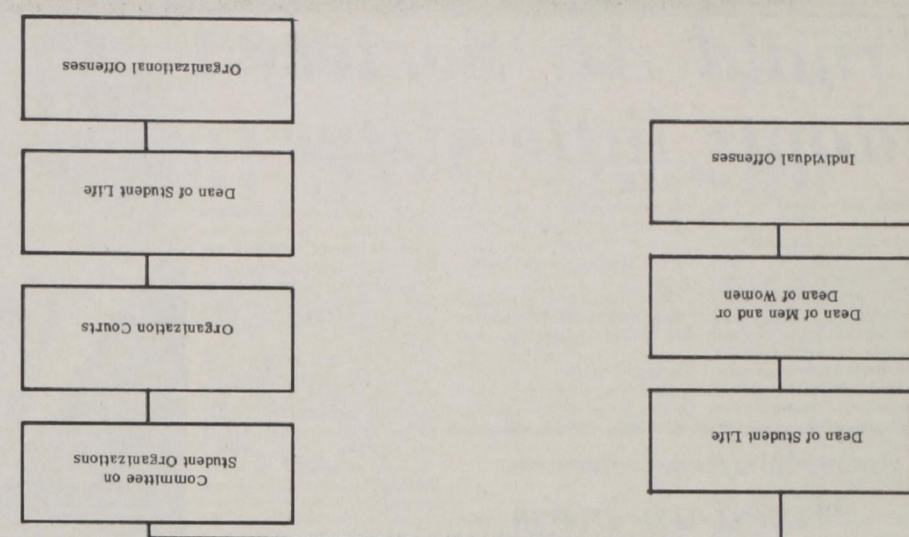 Dean of Student Life
Dean of Men and or
Dean of Women
Individual Offenses
Committee on
Student Organizations
Organization Courts
Dean of Student Life
Organizational Offenses